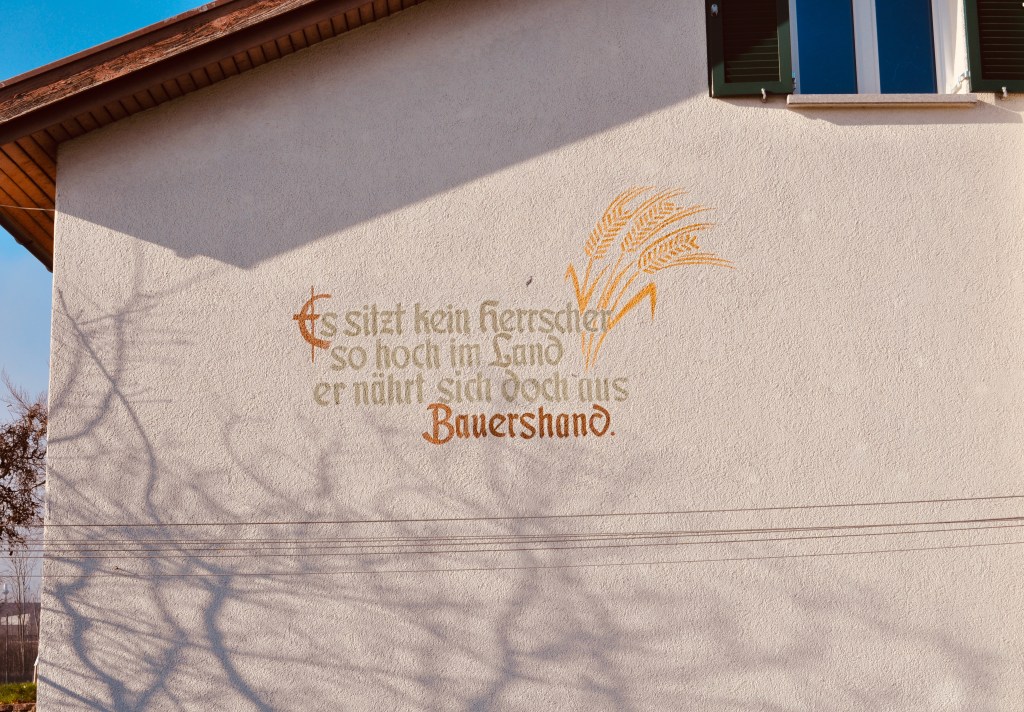 Es sitzt kein Herrscher
so hoch im Land
er nährt sich doch aus
Bauershand.